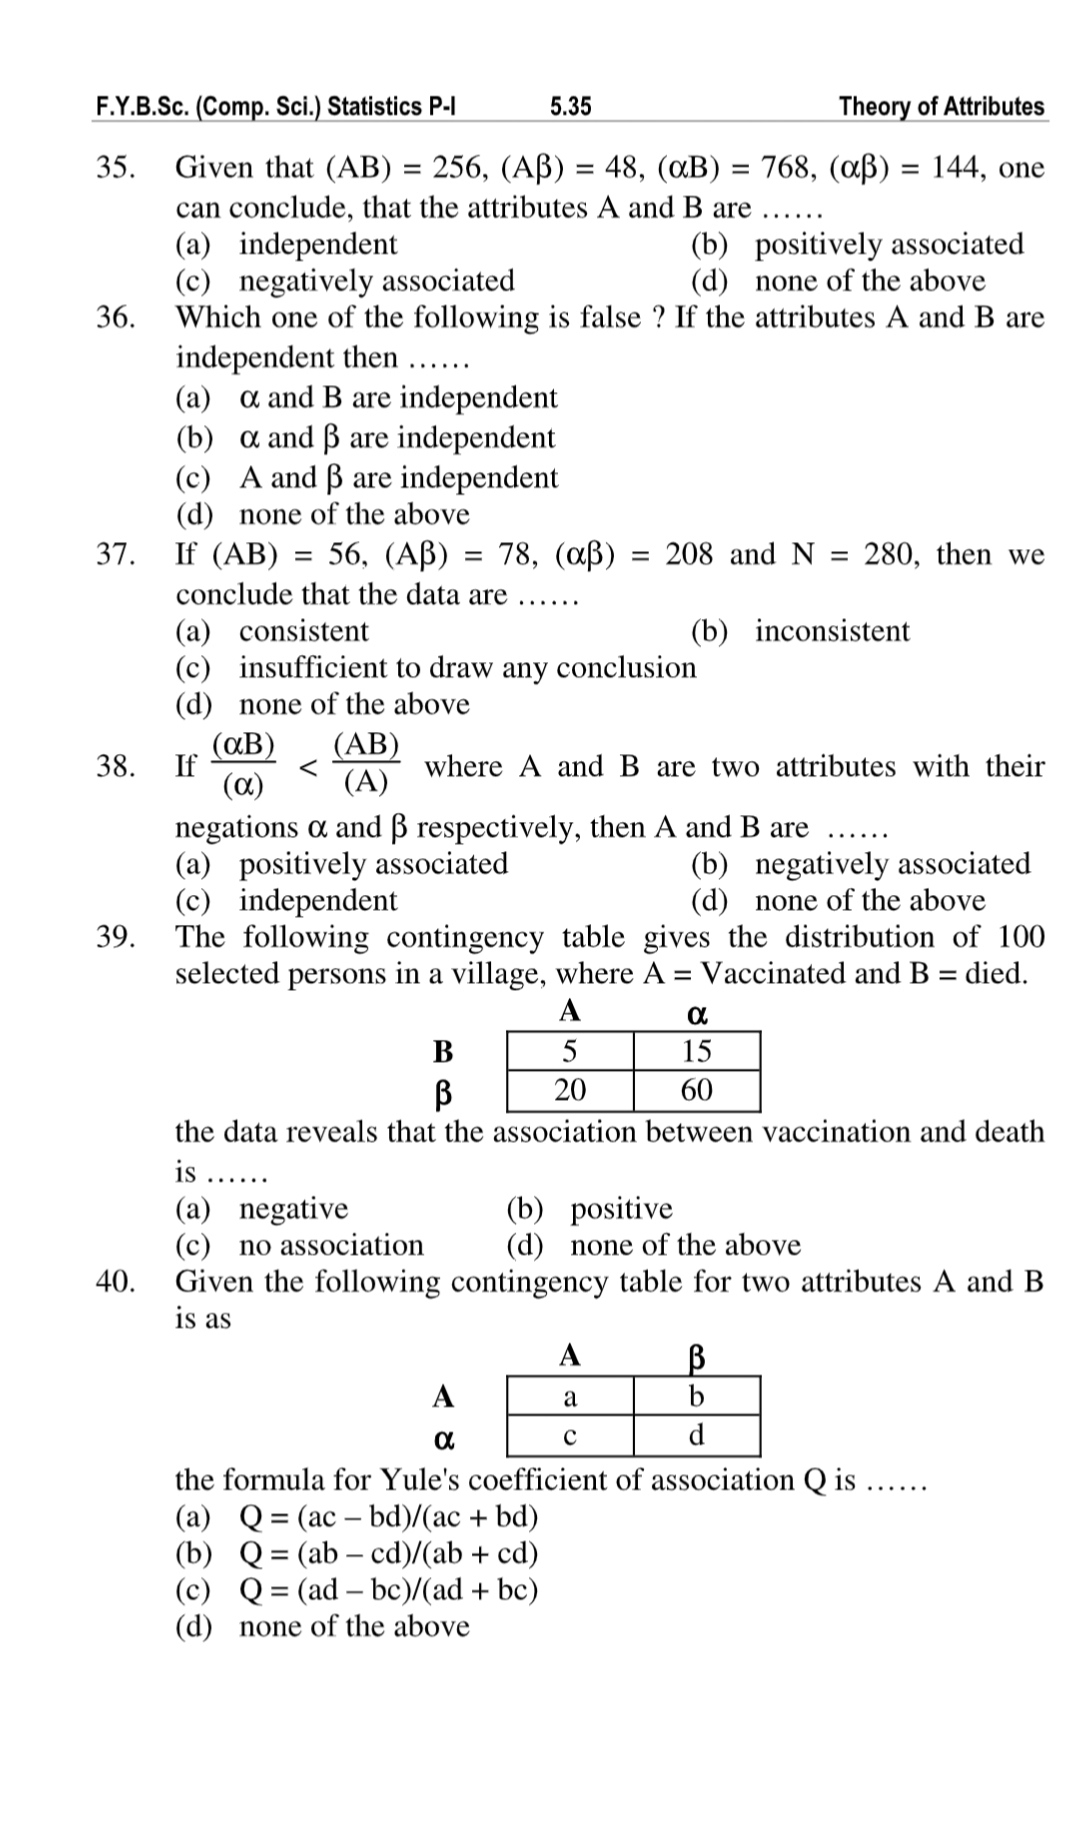 F.Y.B.Sc. (Comp. Sci.) Statistics P-I 5.35 Theory of Attributes
35. Given that (AB) = 256, (Aβ) = 48, (αB) = 768, (αβ) = 144, one
can conclude, that the attributes A and B are ……
(a) independent (b) positively associated
(c) negatively associated (d) none of the above
36. Which one of the following is false ? If the attributes A and B are
independent then ……
(a) α and B are independent
(b) α and β are independent
(c) A and β are independent
(d) none of the above
37. If (AB) = 56, (Aβ) = 78, (αβ) = 208 and N = 280, then we
conclude that the data are ……
(a) consistent (b) inconsistent
(c) insufficient to draw any conclusion
(d) none of the above
38. If (αB)/(α) < (AB)/(A) where A and B are two attributes with their
negations α and β respectively, then A and B are ……
(a) positively associated (b) negatively associated
(c) independent (d) none of the above
39. The following contingency table gives the distribution of 100
selected persons in a village, where A = Vaccinated and B = died.
A α
B 5 15
β 20 60
the data reveals that the association between vaccination and death
is ……
(a) negative (b) positive
(c) no association (d) none of the above
40. Given the following contingency table for two attributes A and B
is as
A β
A a b
α c d
the formula for Yule's coefficient of association Q is ……
(a) Q = (ac – bd)/(ac + bd)
(b) Q = (ab – cd)/(ab + cd)
(c) Q = (ad – bc)/(ad + bc)
(d) none of the above